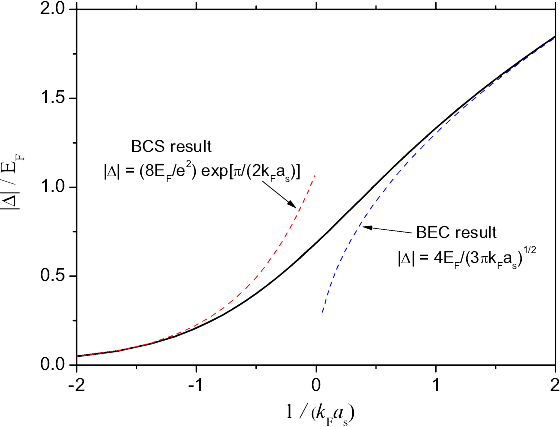 2.0
1.5
1.0
0.5
0.0
|Δ| / E_F
BCS result
|Δ| = (8E_F/e²) exp[π/(2k_Fa_s)]
BEC result
|Δ| = 4E_F/(3πk_Fa_s)^1/2
-2 -1 0 1 2
1 / (k_Fa_s)